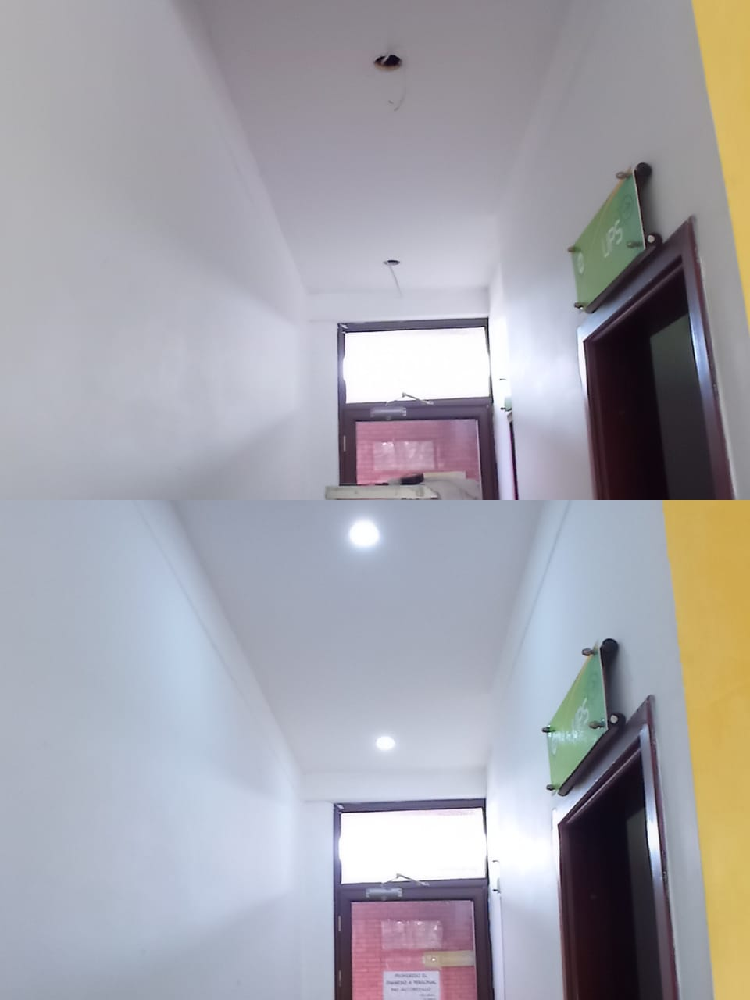 UPS
UPS
PROHIBIDO EL
INGRESO A PERSONAL
NO AUTORIZADO